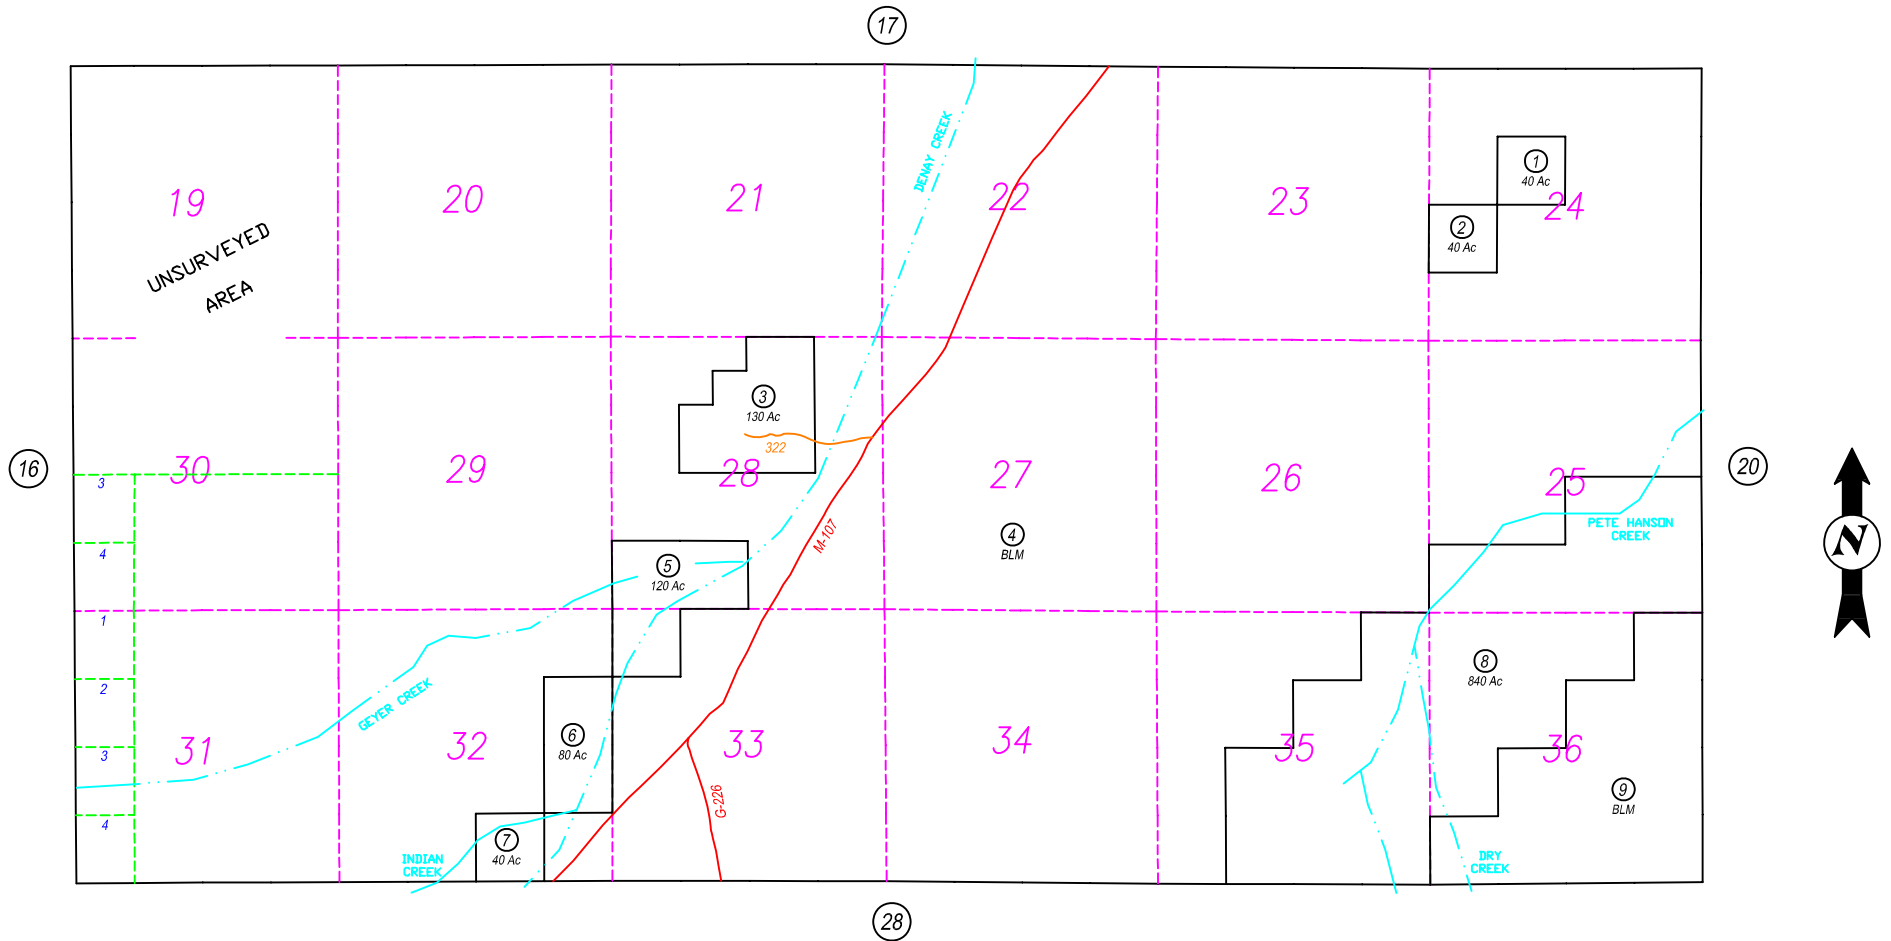 17
DENAY CREEK
1
40 Ac
19
20
21
22
23
24
2
40 Ac
UNSURVEYED
AREA
3
130 Ac
322
16
30
29
28
27
26
25
20
3
PETE HANSON
CREEK
M-107
4
BLM
N
4
5
120 Ac
1
8
840 Ac
2
GEYER CREEK
6
80 Ac
31
32
33
34
35
36
3
9
BLM
G-226
4
7
40 Ac
INDIAN
CREEK
DRY
CREEK
28